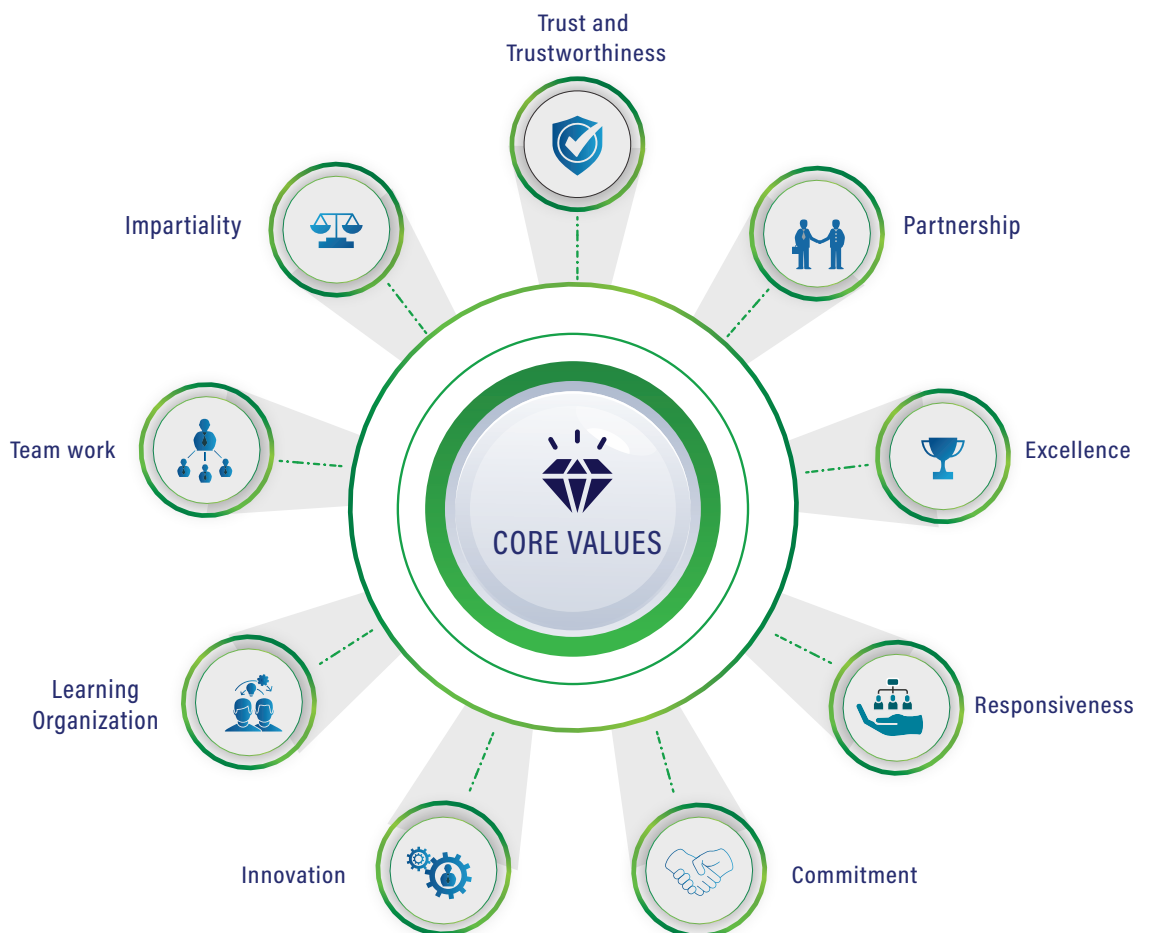 Trust and
Trustworthiness
Impartiality
Partnership
Team work
Excellence
CORE VALUES
Learning
Organization
Responsiveness
Innovation
Commitment